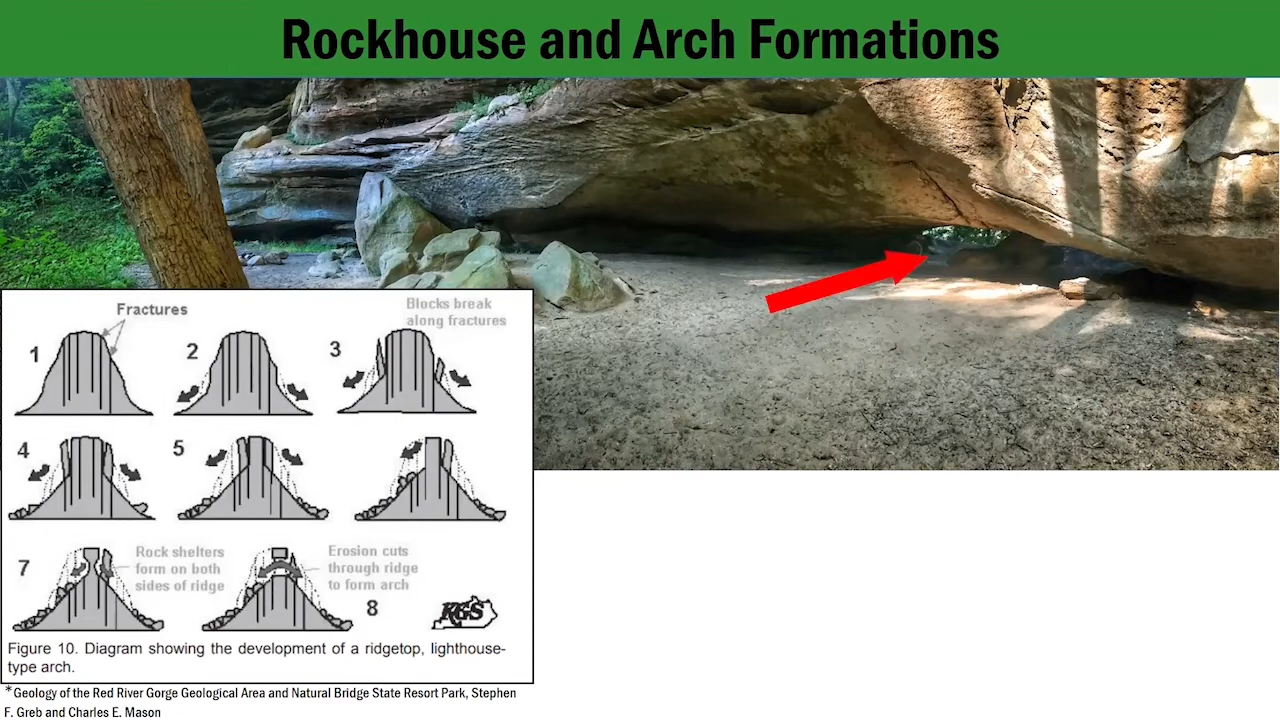 Rockhouse and Arch Formations
Fractures
Blocks break
along fractures
1
2
3
4
5
7
Rock shelters
form on both
sides of ridge
Erosion cuts
through ridge
to form arch
8
KGS
Figure 10. Diagram showing the development of a ridgetop, lighthouse-
type arch.
*Geology of the Red River Gorge Geological Area and Natural Bridge State Resort Park, Stephen
F. Greb and Charles E. Mason